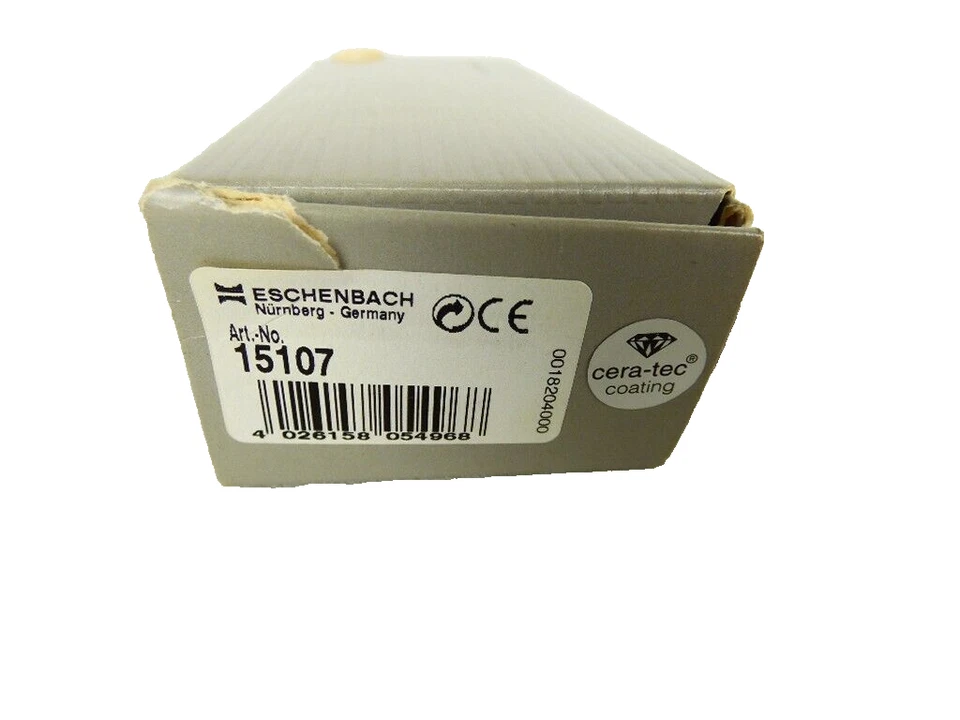 ESCHENBACH
Nürnberg - Germany
CE
Art.-No.
15107
4 026158 054968
0018204000
cera-tec®
coating